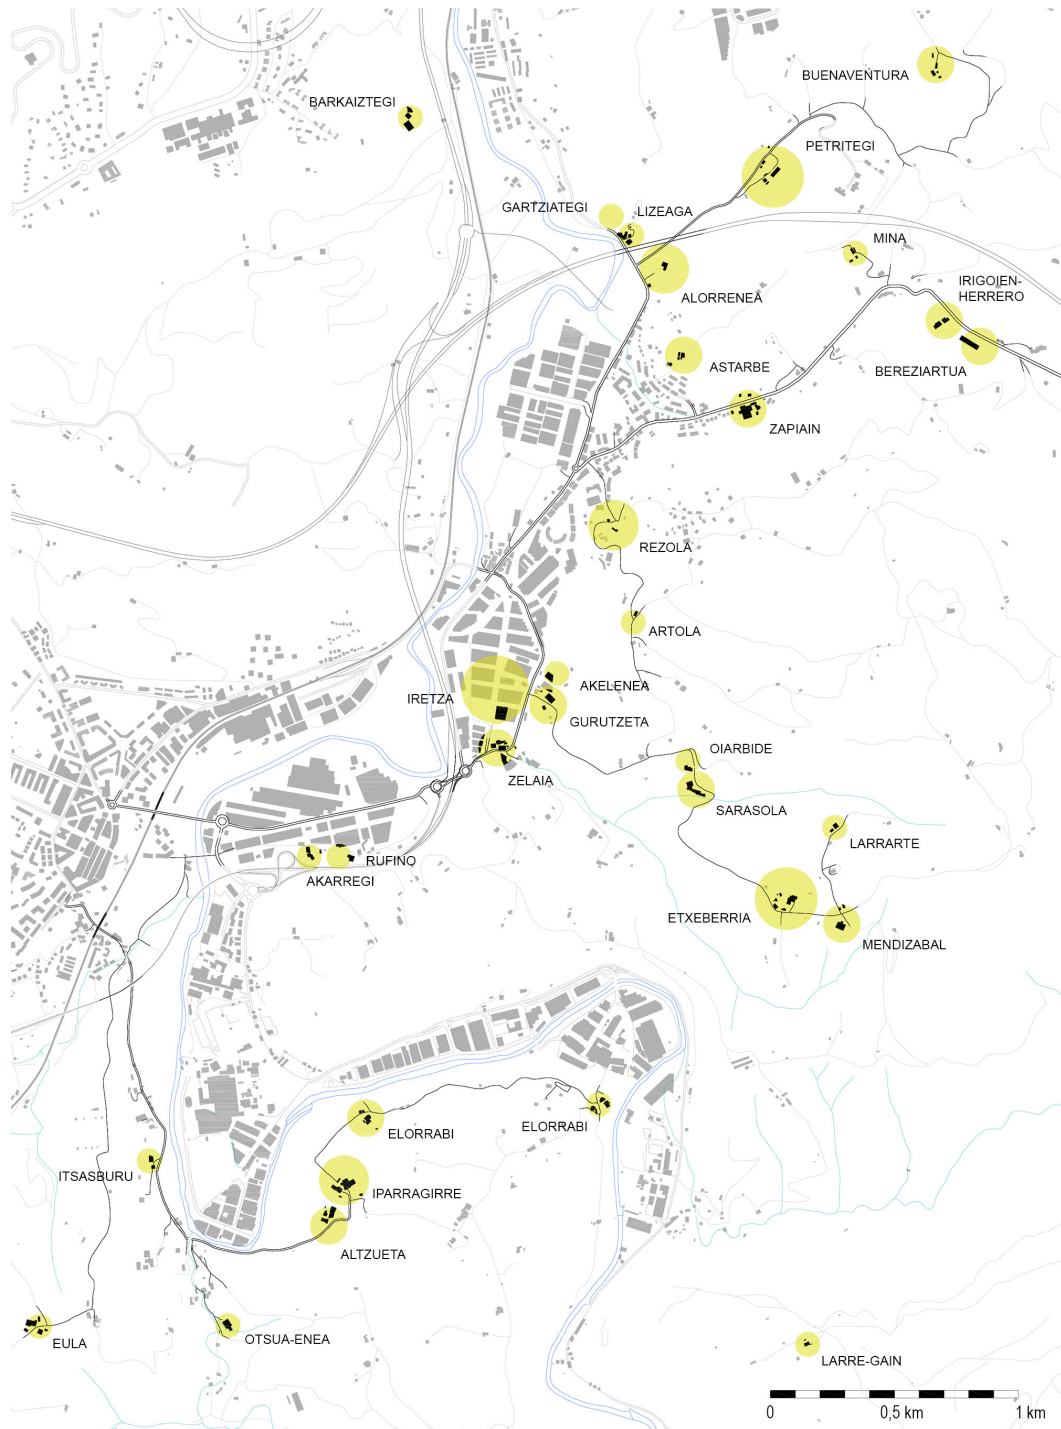 BUENAVENTURA
BARKAIZTEGI
PETRITEGI
GARTZIATEGI
LIZEAGA
MINA
IRIGOIEN-
HERRERO
ALORRENEA
ASTARBE
BEREZIARTUA
ZAPIAIN
REZOLA
ARTOLA
AKELENEA
IRETZA
GURUTZETA
OIARBIDE
ZELAIA
SARASOLA
LARRARTE
RUFINO
AKARREGI
ETXEBERRIA
MENDIZABAL
ELORRABI
ELORRABI
ITSASBURU
IPARRAGIRRE
ALTZUETA
EULA
OTSUA-ENEA
LARRE-GAIN
0 0,5 km 1 km